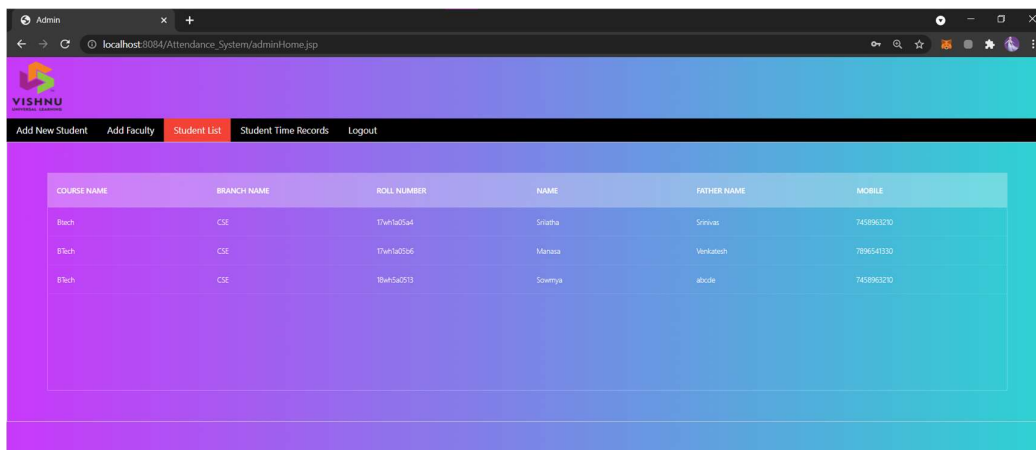 Admin
localhost:8084/Attendance_System/adminHome.jsp
VISHNU
UNIVERSAL LEARNING
Add New Student Add Faculty Student List Student Time Records Logout
COURSE NAME BRANCH NAME ROLL NUMBER NAME FATHER NAME MOBILE
Btech CSE 17wh1a05a4 Srilatha Srinivas 7458963210
BTech CSE 17wh1a05b6 Manasa Venkatesh 7896541330
BTech CSE 18wh5a0513 Sowmya abcde 7458963210